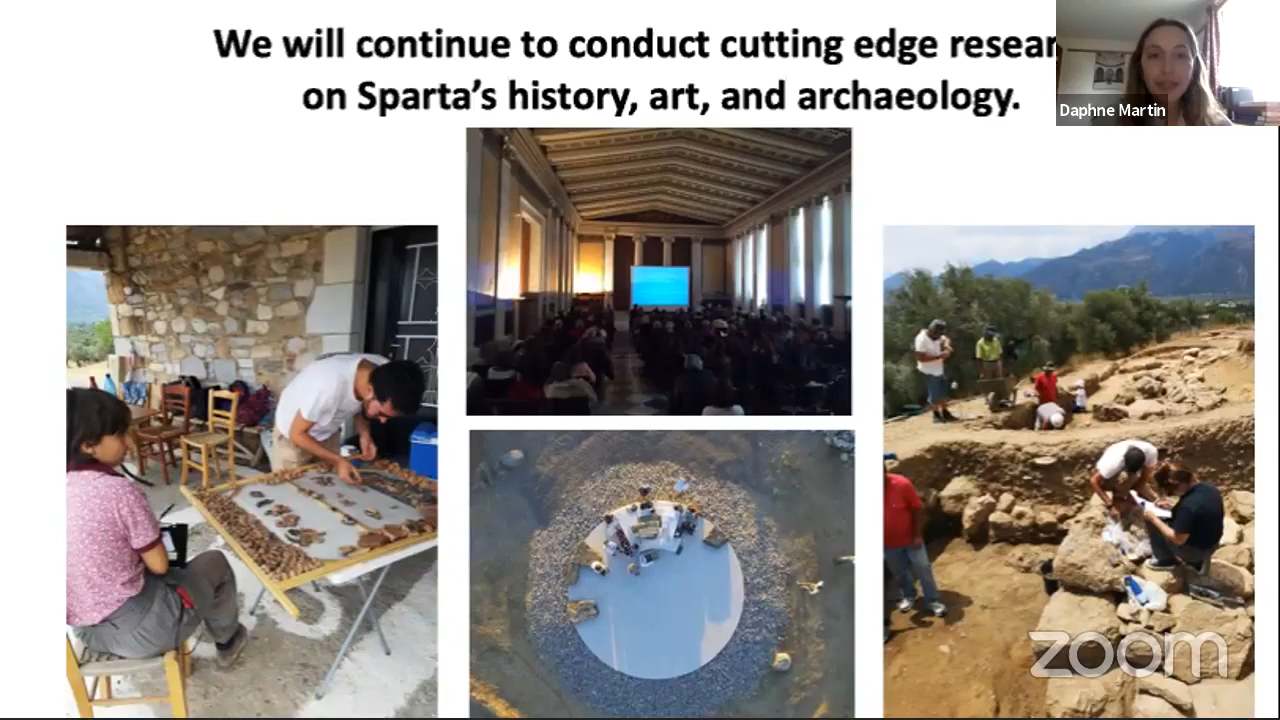 We will continue to conduct cutting edge resear
on Sparta's history, art, and archaeology.
Daphne Martin
zoom